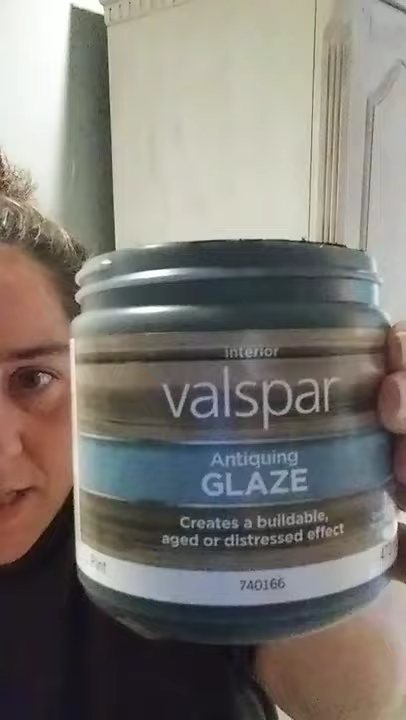 interior
valspar
Antiquing
GLAZE
Creates a buildable,
aged or distressed effect
Pint
740166